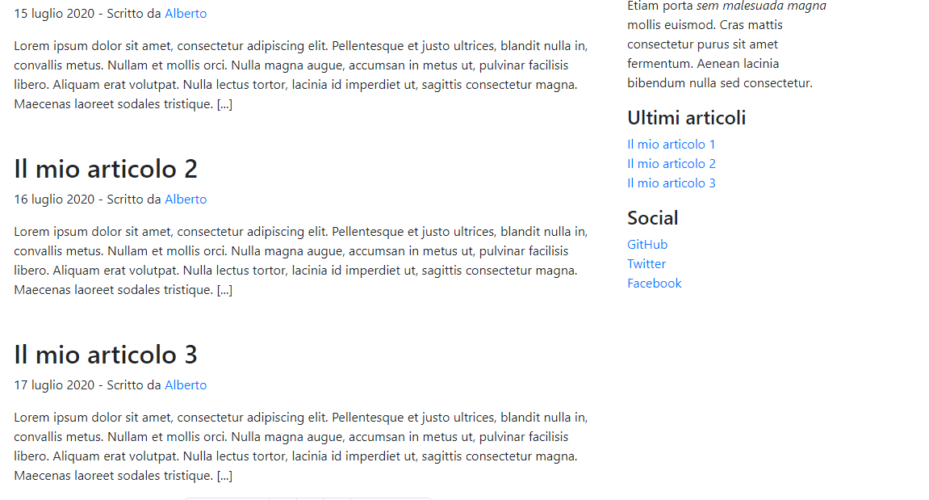 15 luglio 2020 - Scritto da Alberto
Lorem ipsum dolor sit amet, consectetur adipiscing elit. Pellentesque et justo ultrices, blandit nulla in,
convallis metus. Nullam et mollis orci. Nulla magna augue, accumsan in metus ut, pulvinar facilisis
libero. Aliquam erat volutpat. Nulla lectus tortor, lacinia id imperdiet ut, sagittis consectetur magna.
Maecenas laoreet sodales tristique. [...]
Il mio articolo 2
16 luglio 2020 - Scritto da Alberto
Lorem ipsum dolor sit amet, consectetur adipiscing elit. Pellentesque et justo ultrices, blandit nulla in,
convallis metus. Nullam et mollis orci. Nulla magna augue, accumsan in metus ut, pulvinar facilisis
libero. Aliquam erat volutpat. Nulla lectus tortor, lacinia id imperdiet ut, sagittis consectetur magna.
Maecenas laoreet sodales tristique. [...]
Il mio articolo 3
17 luglio 2020 - Scritto da Alberto
Lorem ipsum dolor sit amet, consectetur adipiscing elit. Pellentesque et justo ultrices, blandit nulla in,
convallis metus. Nullam et mollis orci. Nulla magna augue, accumsan in metus ut, pulvinar facilisis
libero. Aliquam erat volutpat. Nulla lectus tortor, lacinia id imperdiet ut, sagittis consectetur magna.
Maecenas laoreet sodales tristique. [...]
Etiam porta sem malesuada magna
mollis euismod. Cras mattis
consectetur purus sit amet
fermentum. Aenean lacinia
bibendum nulla sed consectetur.
Ultimi articoli
Il mio articolo 1
Il mio articolo 2
Il mio articolo 3
Social
GitHub
Twitter
Facebook